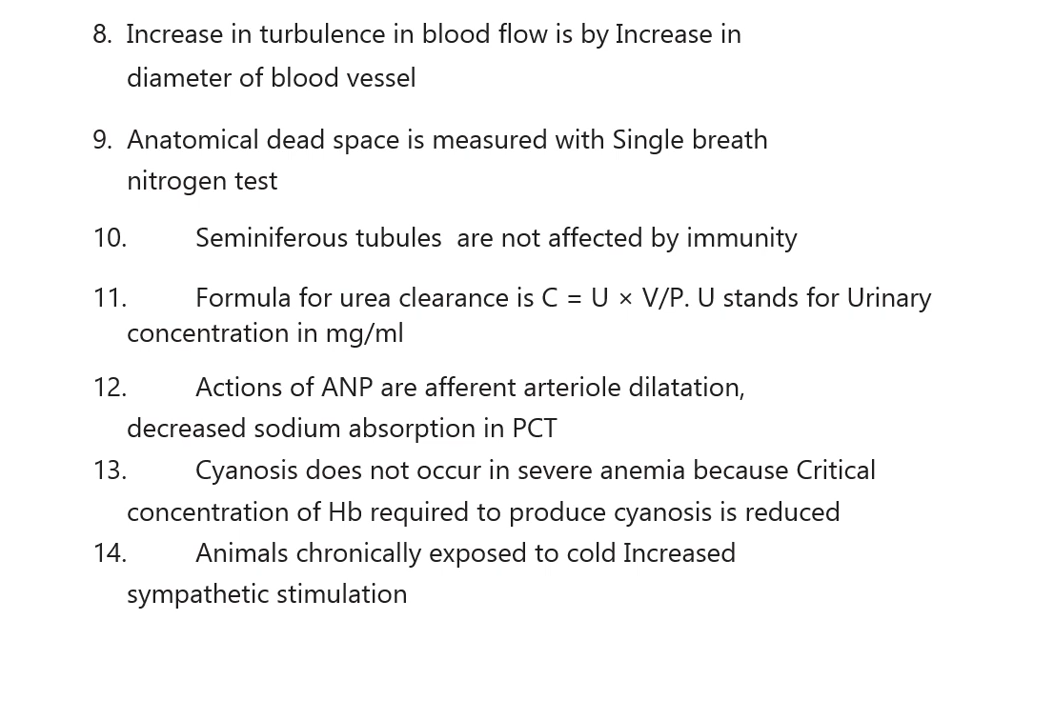 8. Increase in turbulence in blood flow is by Increase in
diameter of blood vessel
9. Anatomical dead space is measured with Single breath
nitrogen test
10. Seminiferous tubules are not affected by immunity
11. Formula for urea clearance is C = U × V/P. U stands for Urinary
concentration in mg/ml
12. Actions of ANP are afferent arteriole dilatation,
decreased sodium absorption in PCT
13. Cyanosis does not occur in severe anemia because Critical
concentration of Hb required to produce cyanosis is reduced
14. Animals chronically exposed to cold Increased
sympathetic stimulation